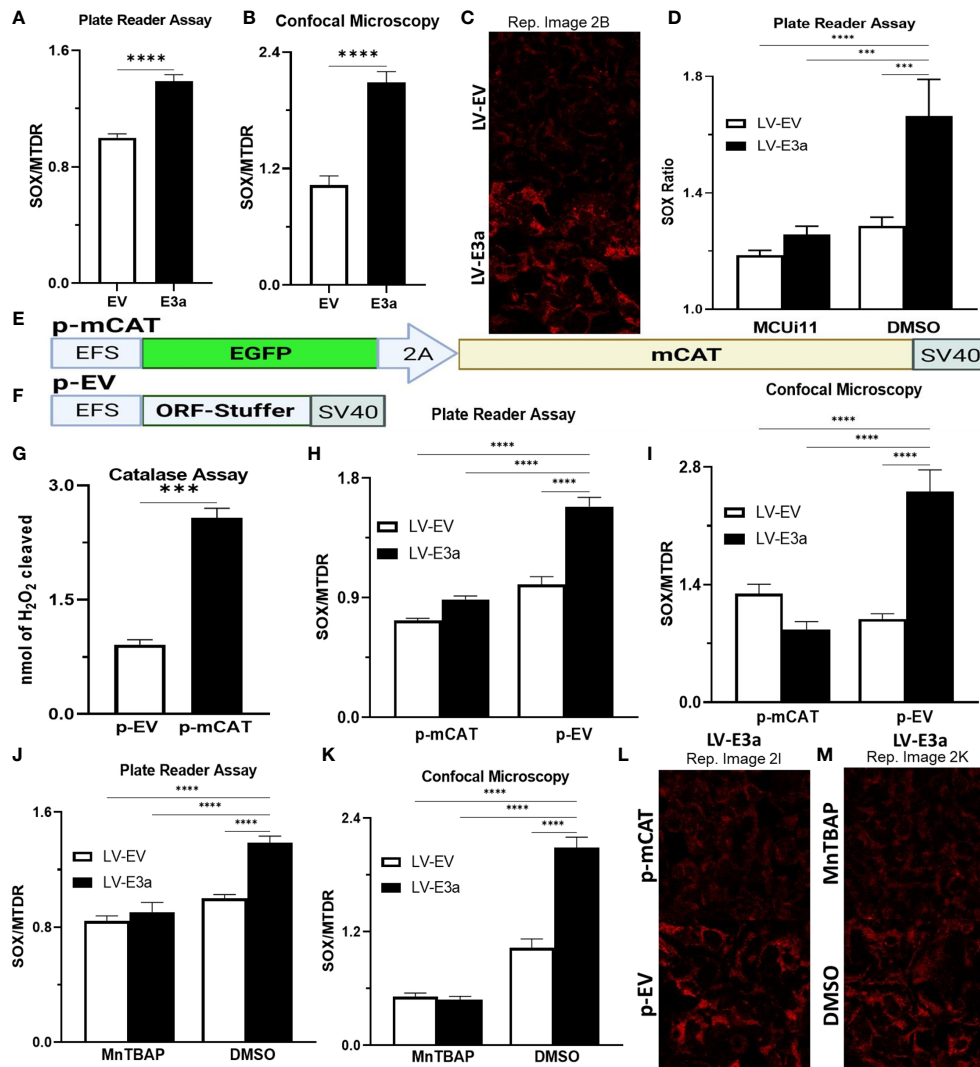 A
Plate Reader Assay
****
SOX/MTDR
1.6
0.8
0.0
EV
E3a
B
Confocal Microscopy
****
SOX/MTDR
2.4
1.2
0.0
EV
E3a
C
Rep. Image 2B
LV-EV
LV-E3a
D
Plate Reader Assay
****
***
***
LV-EV
LV-E3a
SOX Ratio
1.8
1.4
1.0
MCUi11
DMSO
E
p-mCAT
EFS
EGFP
2A
mCAT
SV40
p-EV
F
EFS
ORF-Stuffer
SV40
G
Catalase Assay
***
nmol of H₂O₂ cleaved
3.0
1.5
0.0
p-EV
p-mCAT
H
Plate Reader Assay
****
****
****
LV-EV
LV-E3a
SOX/MTDR
1.8
0.9
0.0
p-mCAT
p-EV
I
Confocal Microscopy
****
****
****
LV-EV
LV-E3a
SOX/MTDR
2.8
1.4
0.0
p-mCAT
p-EV
J
Plate Reader Assay
****
****
****
LV-EV
LV-E3a
SOX/MTDR
1.6
0.8
0.0
MnTBAP
DMSO
K
Confocal Microscopy
****
****
****
LV-EV
LV-E3a
SOX/MTDR
2.4
1.2
0.0
MnTBAP
DMSO
L
LV-E3a
Rep. Image 2I
p-mCAT
p-EV
M
LV-E3a
Rep. Image 2K
MnTBAP
DMSO